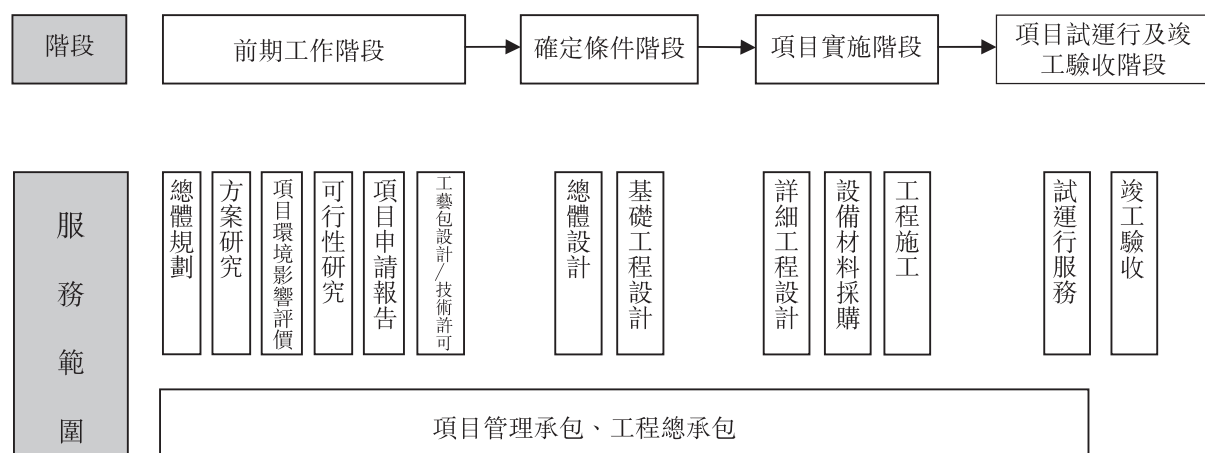 階段
前期工作階段
確定條件階段
項目實施階段
項目試運行及竣
工驗收階段
服務範圍
總體規劃
方案研究
項目環境影響評價
可行性研究
項目申請報告
工藝包設計/技術許可
總體設計
基礎工程設計
詳細工程設計
設備材料採購
工程施工
試運行服務
竣工驗收
項目管理承包、工程總承包